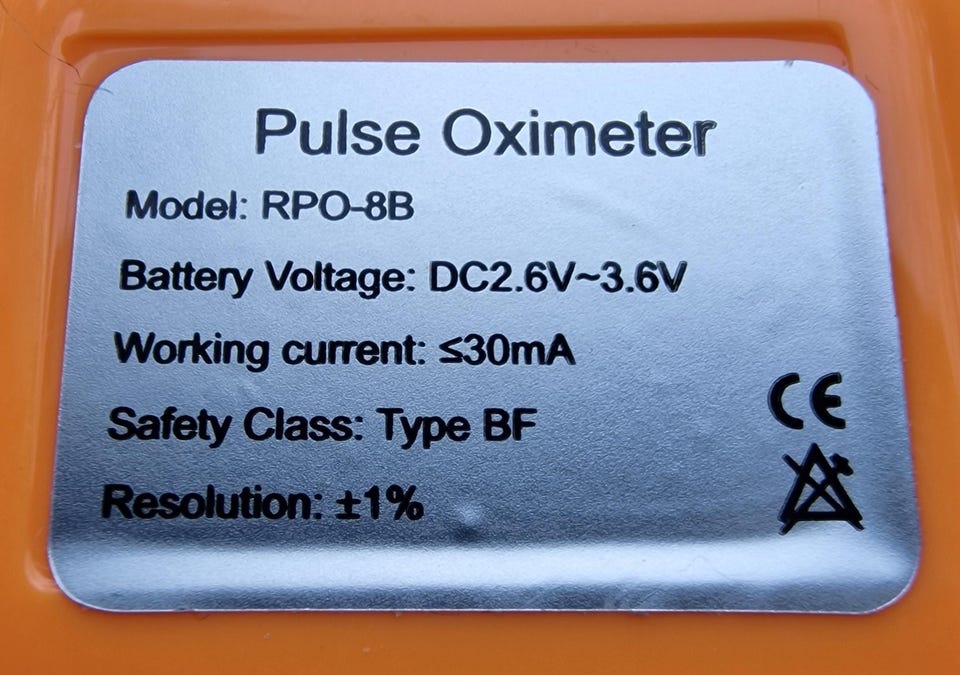 Pulse Oximeter
Model: RPO-8B
Battery Voltage: DC2.6V~3.6V
Working current: ≤30mA
Safety Class: Type BF
Resolution: ±1%
CE